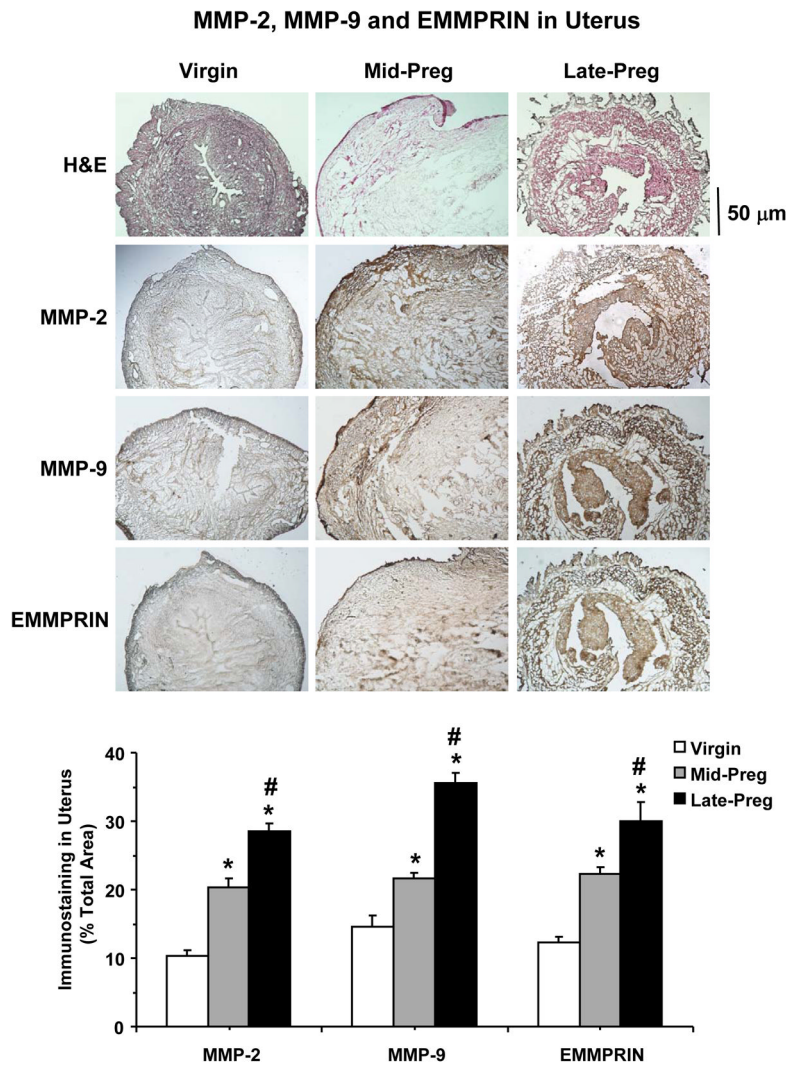 MMP-2, MMP-9 and EMMPRIN in Uterus
Virgin Mid-Preg Late-Preg
H&E
50 μm
MMP-2
MMP-9
EMMPRIN
Immunostaining in Uterus
(% Total Area)
40
30
20
10
0
* * #
* * #
* * #
Virgin
Mid-Preg
Late-Preg
MMP-2 MMP-9 EMMPRIN